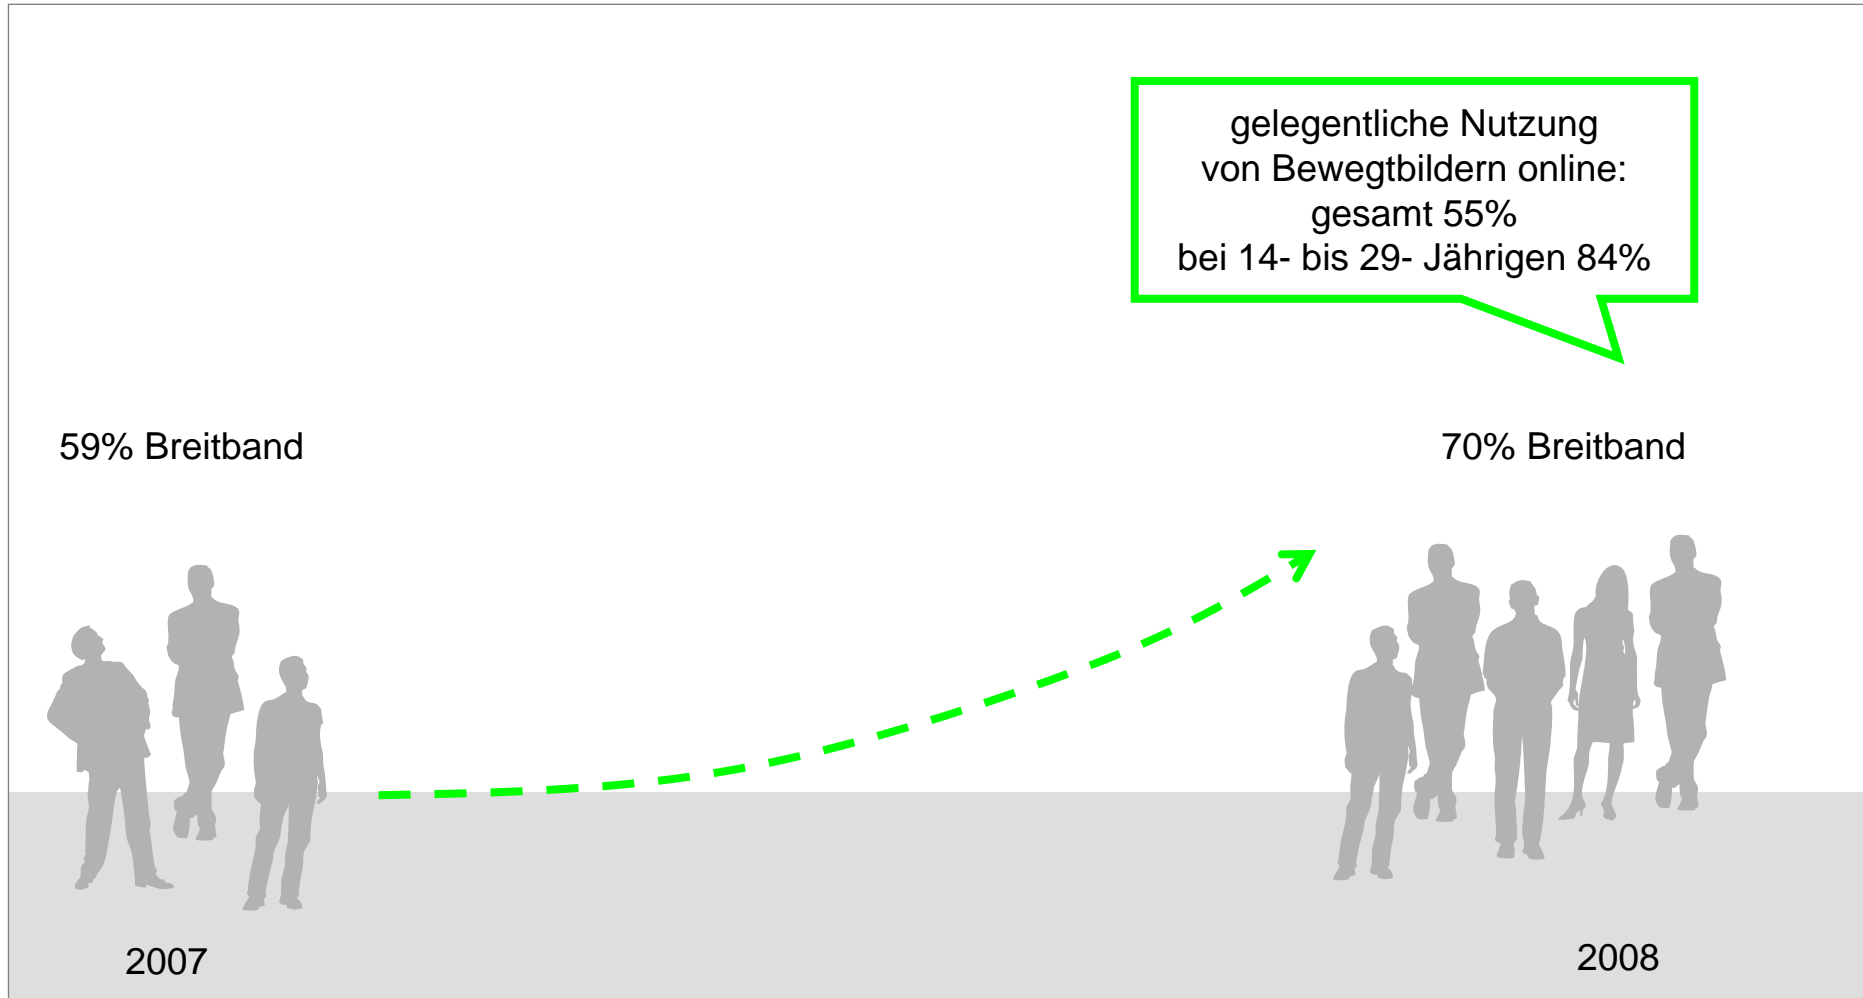 gelegentliche Nutzung
von Bewegtbildern online:
gesamt 55%
bei 14- bis 29- Jährigen 84%
59% Breitband
70% Breitband
2007
2008